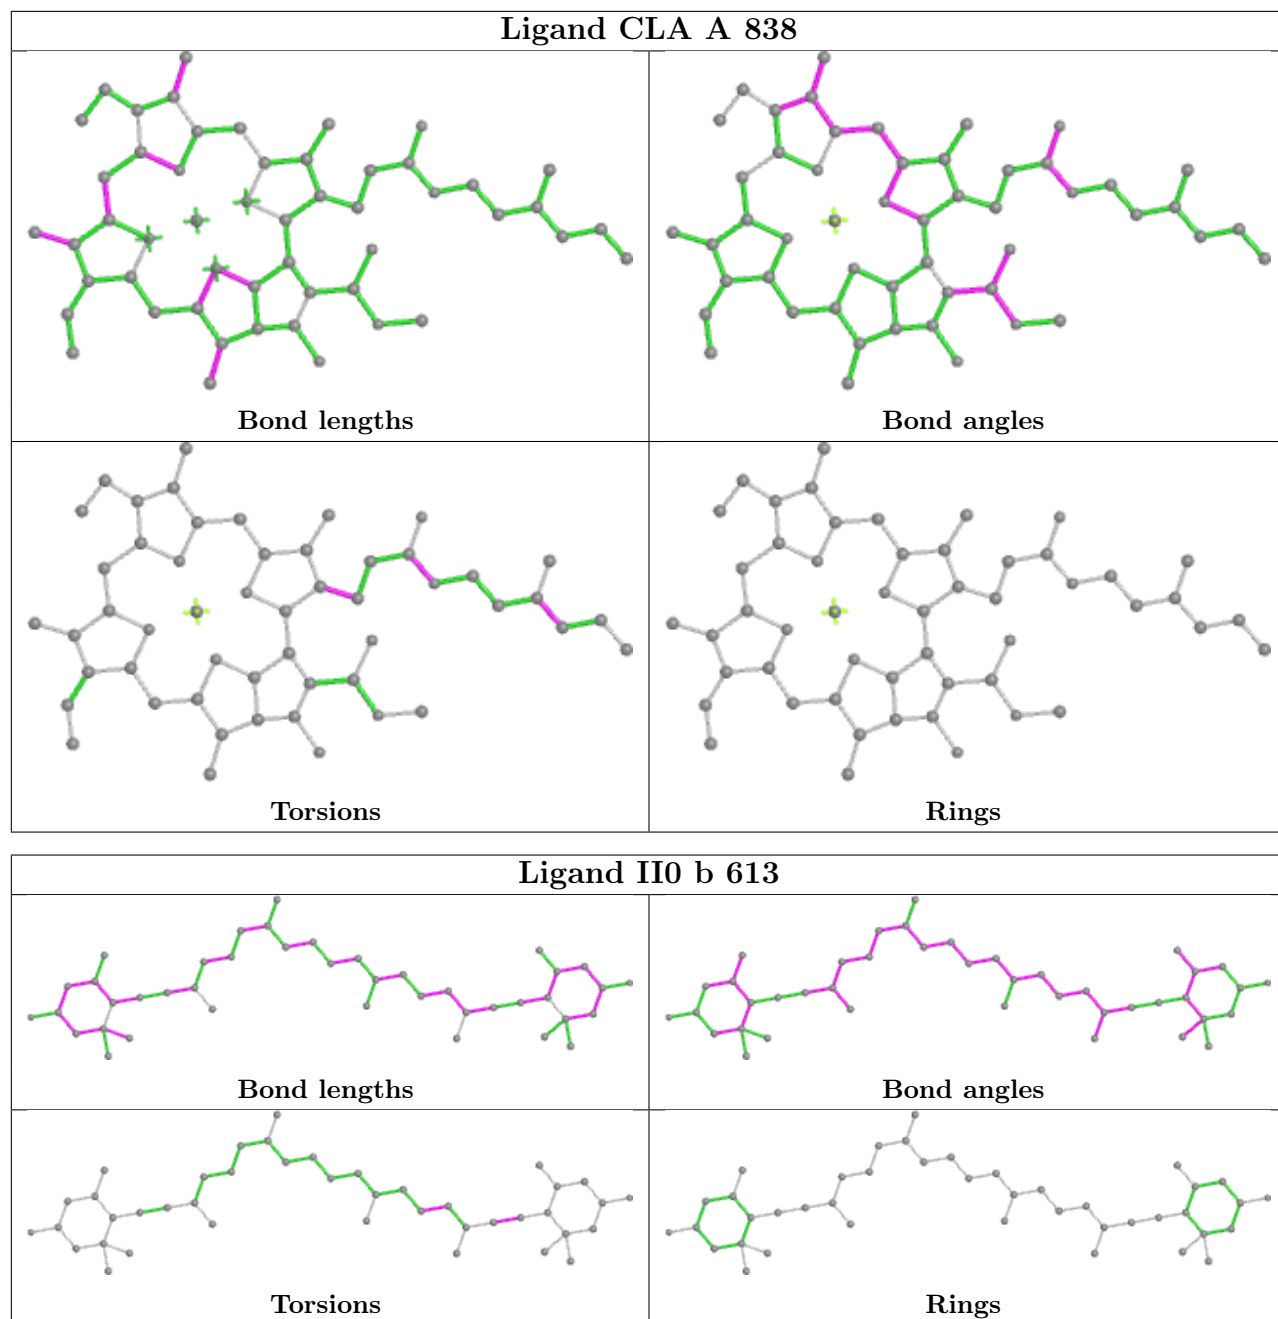 Ligand CLA A 838
Bond lengths
Bond angles
Torsions
Rings
Ligand II0 b 613
Bond lengths
Bond angles
Torsions
Rings